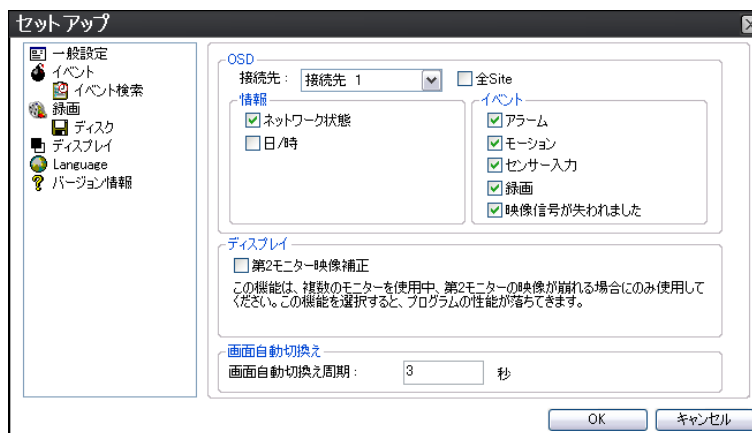 セットアップ
一般設定
イベント
イベント検索
録画
ディスク
ディスプレイ
Language
バージョン情報
OSD
接続先： 接続先 1 全Site
情報
ネットワーク状態
日/時
イベント
アラーム
モーション
センサー入力
録画
映像信号が失われました
ディスプレイ
第2モニター映像補正
この機能は、複数のモニターを使用中、第2モニターの映像が崩れる場合にのみ使用して
ください。この機能を選択すると、プログラムの性能が落ちてきます。
画面自動切換え
画面自動切換え周期： 3 秒
OK キャンセル